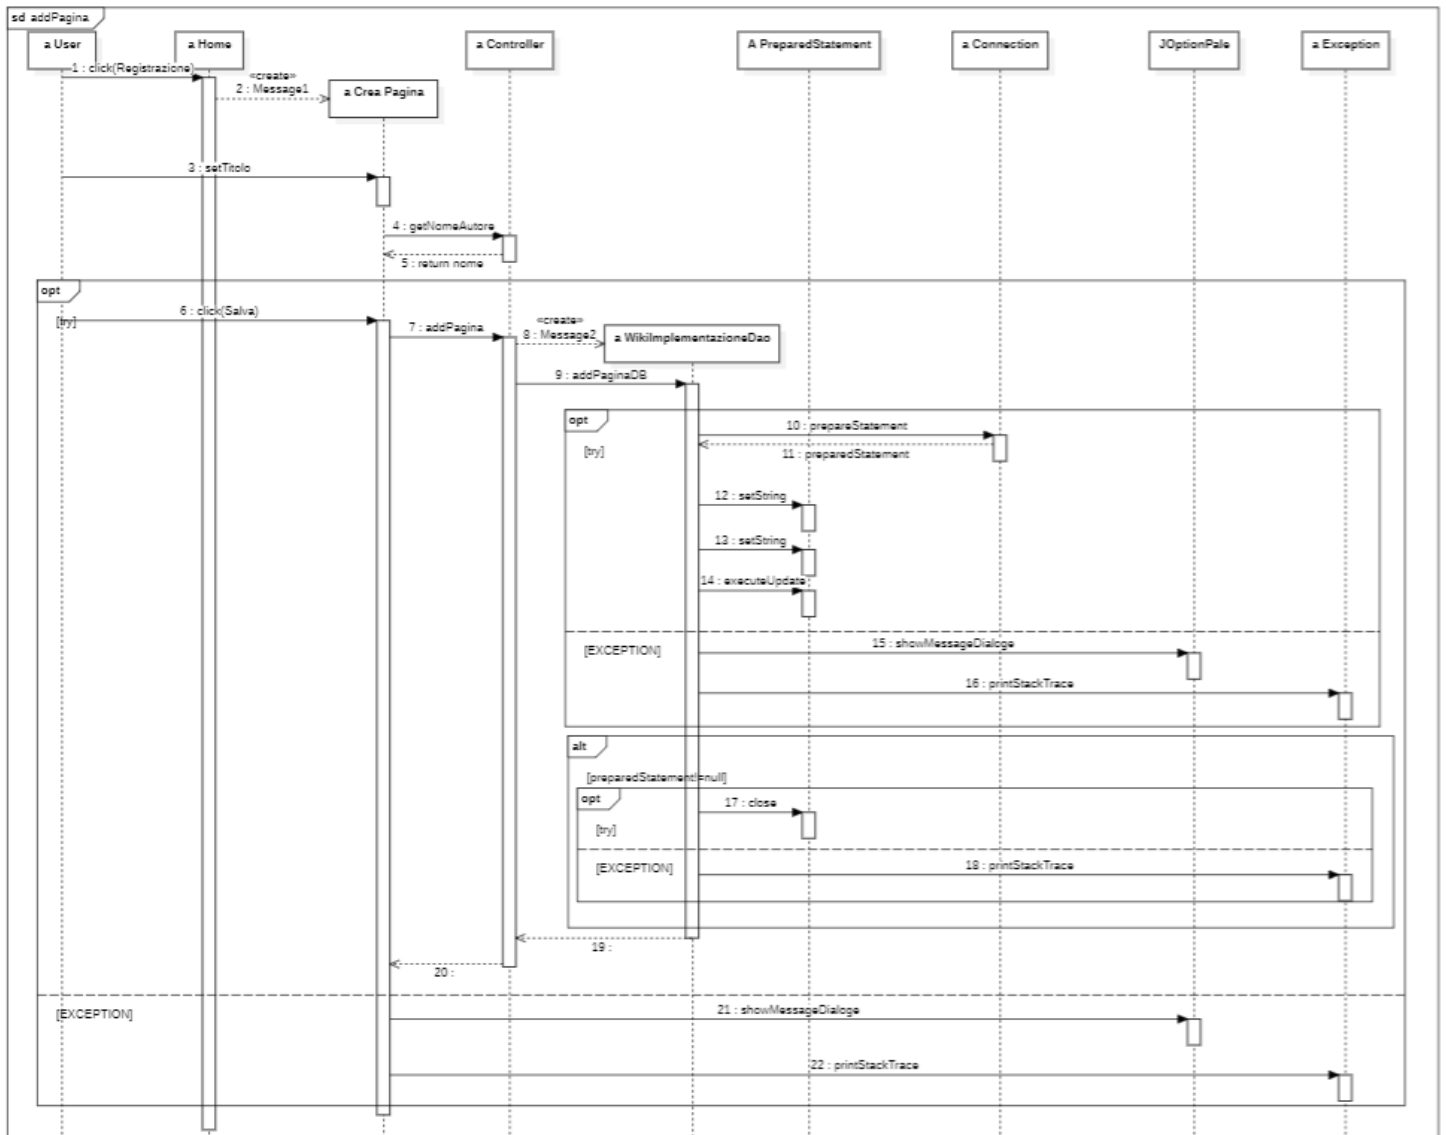 sd addPagina
a User
a Home
a Controller
A PreparedStatement
a Connection
JOptionPale
a Exception
1 : click(Registrazione)
«create»
2 : Message1
a Crea Pagina
3 : setTitolo
4 : getNomeAutore
5 : return nome
opt
[try]
6 : click(Salva)
7 : addPagina
«create»
8 : Message2
a WikiImplementazioneDao
9 : addPaginaDB
opt
[try]
10 : prepareStatement
11 : preparedStatement
12 : setString
13 : setString
14 : executeUpdate
[EXCEPTION]
15 : showMessageDialoge
16 : printStackTrace
alt
[preparedStatement!=null]
opt
17 : close
[try]
[EXCEPTION]
18 : printStackTrace
19 :
20 :
[EXCEPTION]
21 : showMessageDialoge
22 : printStackTrace